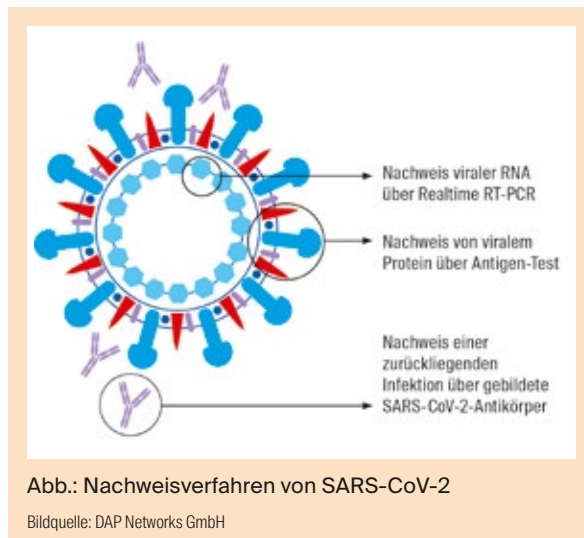 Nachweis viraler RNA
über Realtime RT-PCR
Nachweis von viralem
Protein über Antigen-Test
Nachweis einer
zurückliegenden
Infektion über gebildete
SARS-CoV-2-Antikörper
Abb.: Nachweisverfahren von SARS-CoV-2
Bildquelle: DAP Networks GmbH